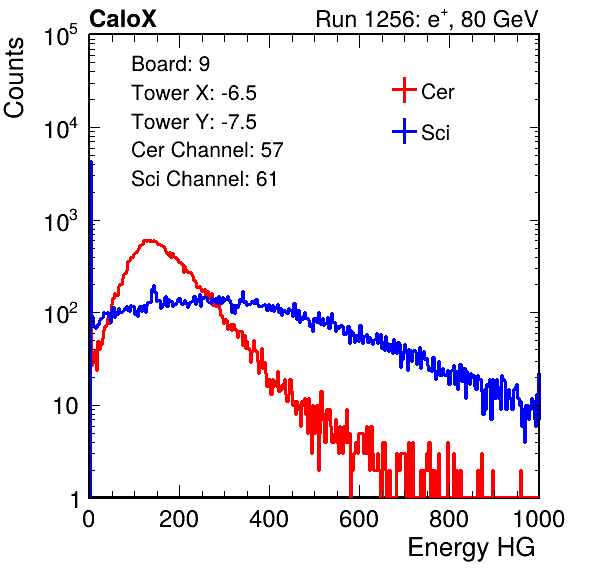 CaloX Run 1256: e⁺, 80 GeV
Counts
10⁵
10⁴
10³
10²
10
1
Board: 9
Tower X: -6.5
Tower Y: -7.5
Cer Channel: 57
Sci Channel: 61
Cer
Sci
0 200 400 600 800 1000
Energy HG